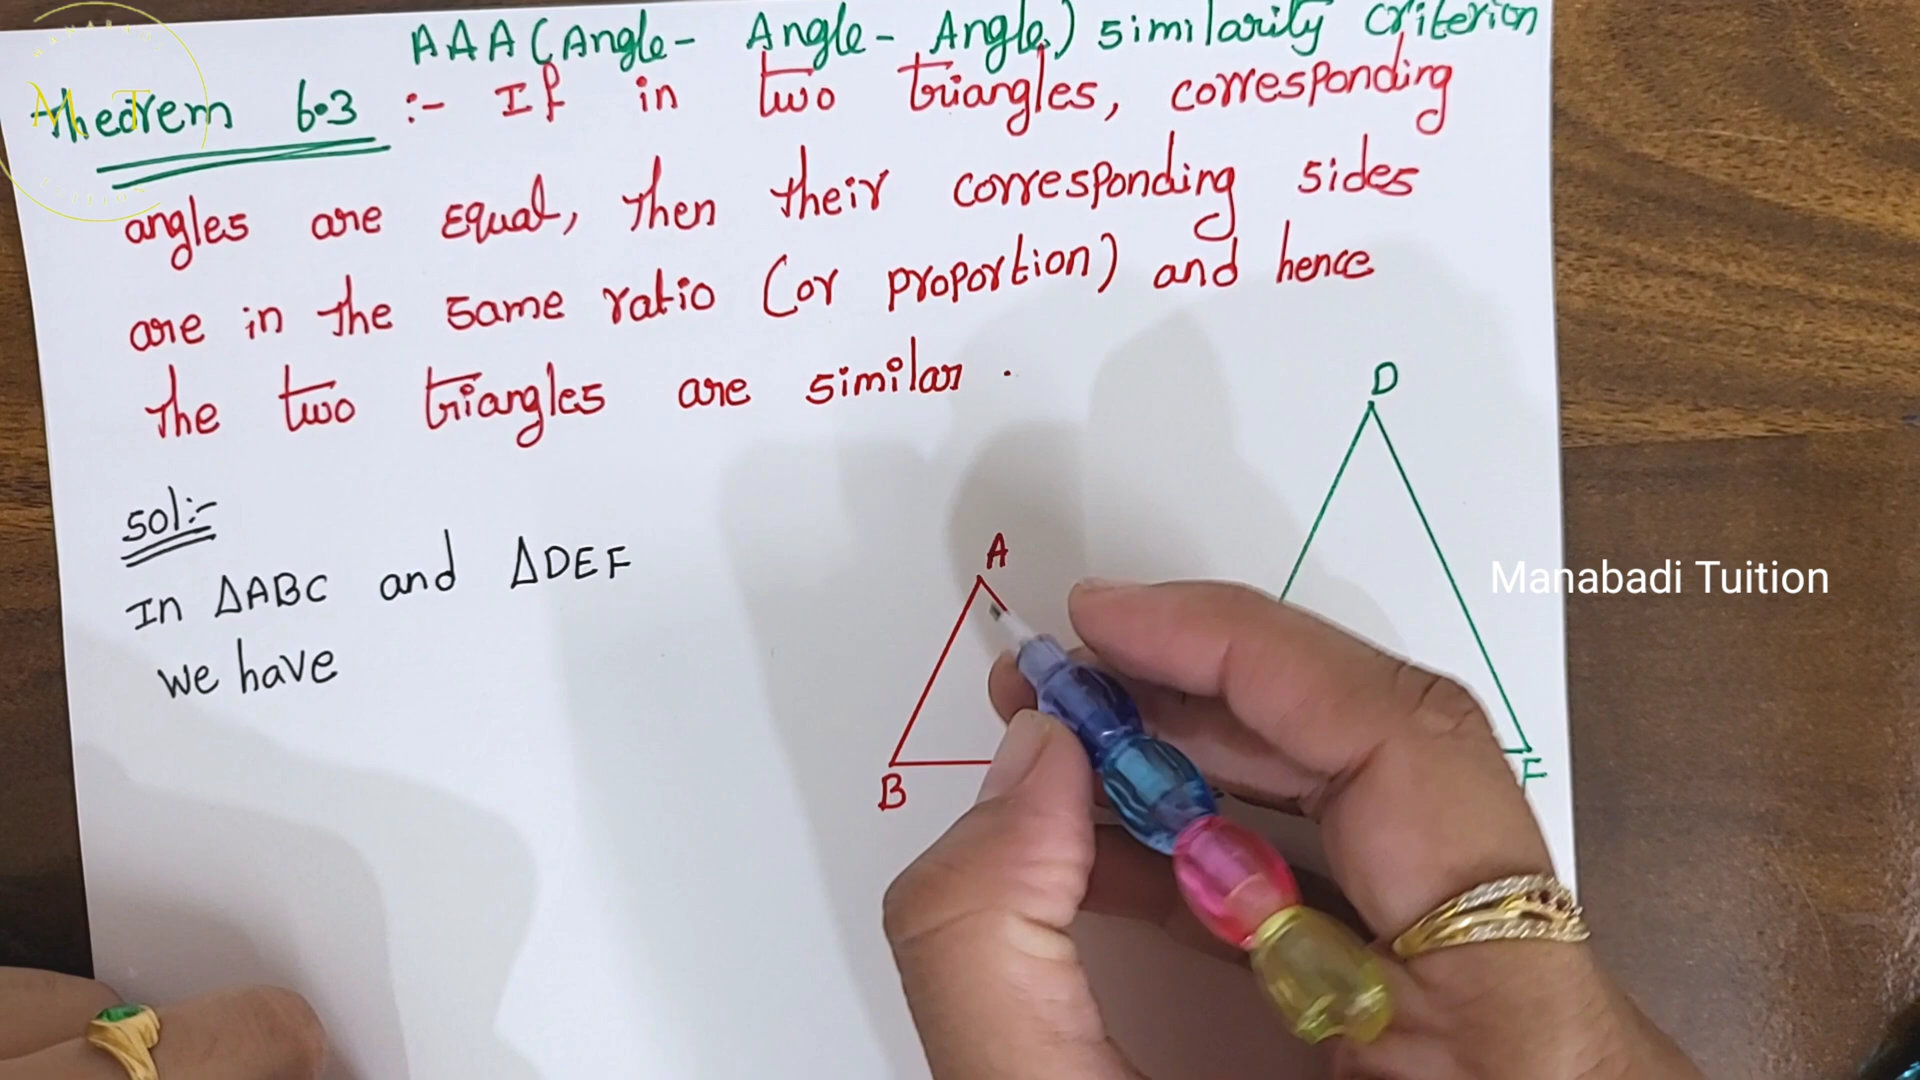 AAA (Angle - Angle - Angle) similarity criterion
Theorem 6.3 :- If in two triangles, corresponding
angles are equal, then their corresponding sides
are in the same ratio (or proportion) and hence
the two triangles are similar.
Sol:-
In ΔABC and ΔDEF
we have
D
A
B
F
Manabadi Tuition
M T